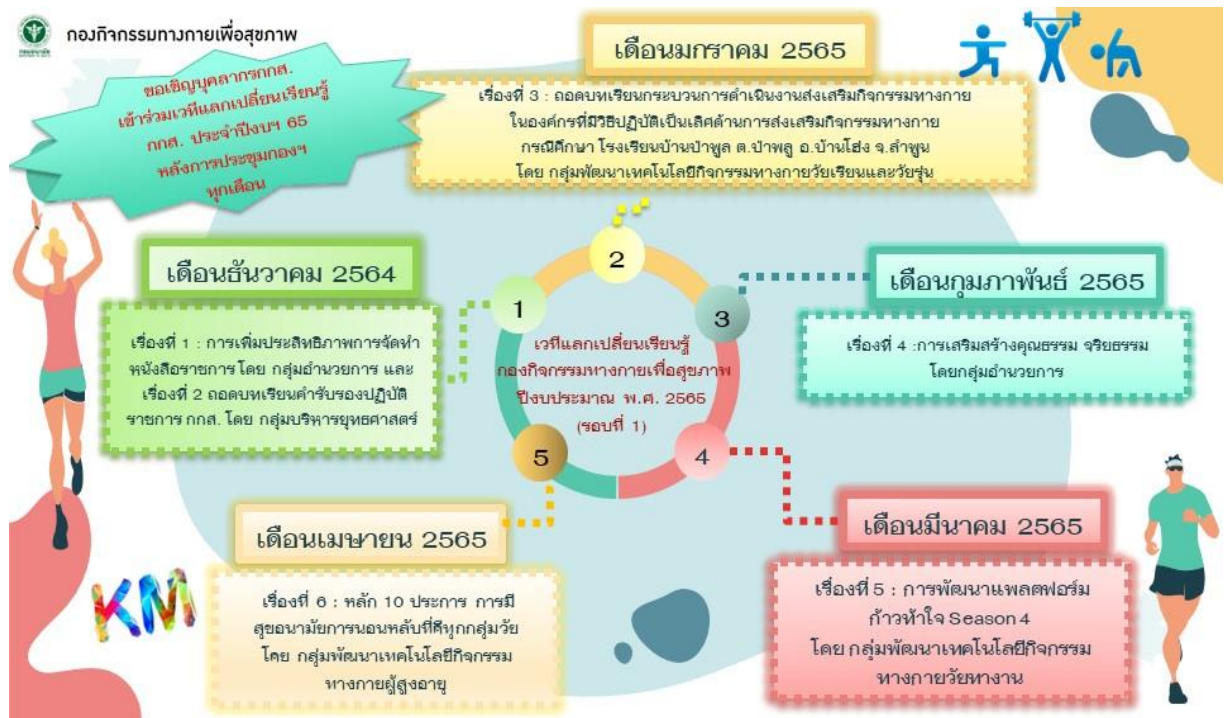 กองกิจกรรมทางกายเพื่อสุขภาพ
ขอเชิญบุคลากรกกส.
เข้าร่วมเวทีแลกเปลี่ยนเรียนรู้
กกส. ประจำปีงบฯ 65
หลังการประชุมกองฯ
ทุกเดือน
เดือนมกราคม 2565
เรื่องที่ 3 : ถอดบทเรียนกระบวนการดำเนินงานส่งเสริมกิจกรรมทางกาย
ในองค์กรที่มีวิธีปฏิบัติเป็นเลิศด้านการส่งเสริมกิจกรรมทางกาย
กรณีศึกษา โรงเรียนบ้านป่าพูล ต.ป่าพลู อ.บ้านโฮ่ง จ.ลำพูน
โดย กลุ่มพัฒนาเทคโนโลยีกิจกรรมทางกายวัยเรียนและวัยรุ่น
เดือนธันวาคม 2564
เรื่องที่ 1 : การเพิ่มประสิทธิภาพการจัดทำ
หนังสือราชการ โดย กลุ่มอำนวยการ และ
เรื่องที่ 2 ถอดบทเรียนคำรับรองปฏิบัติ
ราชการ กกส. โดย กลุ่มบริหารยุทธศาสตร์
เดือนกุมภาพันธ์ 2565
เรื่องที่ 4 :การเสริมสร้างคุณธรรม จริยธรรม
โดยกลุ่มอำนวยการ
1
2
3
4
5
เวทีแลกเปลี่ยนเรียนรู้
กองกิจกรรมทางกายเพื่อสุขภาพ
ปีงบประมาณ พ.ศ. 2565
(รอบที่ 1)
เดือนเมษายน 2565
เรื่องที่ 6 : หลัก 10 ประการ การมี
สุขอนามัยการนอนหลับที่ดีทุกกลุ่มวัย
โดย กลุ่มพัฒนาเทคโนโลยีกิจกรรม
ทางกายผู้สูงอายุ
เดือนมีนาคม 2565
เรื่องที่ 5 : การพัฒนาแพลตฟอร์ม
ก้าวท้าใจ Season 4
โดย กลุ่มพัฒนาเทคโนโลยีกิจกรรม
ทางกายวัยทางาน
KM